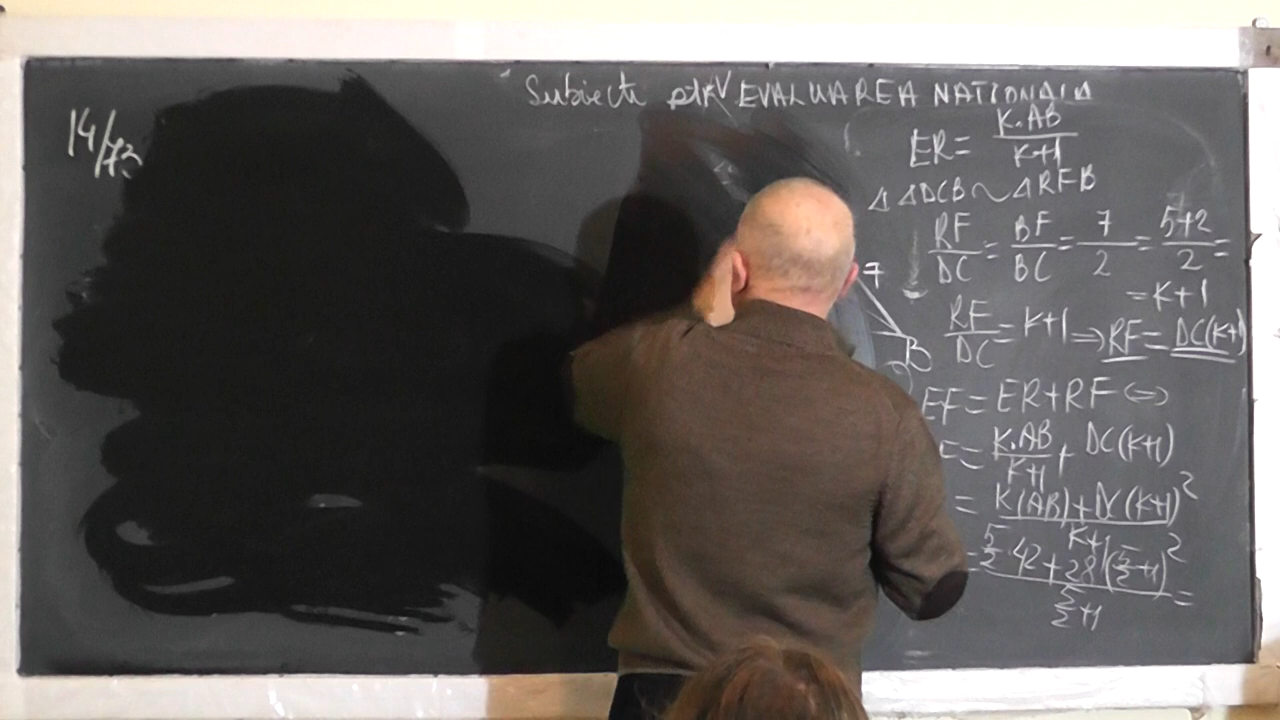 Subiecte EVALUAREA NATIONALA
14/73
ER = K.AB / K+1
Δ ΔDCB ~ ΔRFB
RF/DC = BF/BC = 7/2 = 5+2/2 =
= K+1
7
RF/DC = K+1 ⇒ RF = DC(K+1)
B
EF = ER + RF ⇔
= K.AB/K+1 + DC(K+1)
= K(AB) + DC(K+1)² / K+1
= 5/2 · 42 + 28(5/2+1)² / 5/2+1 =